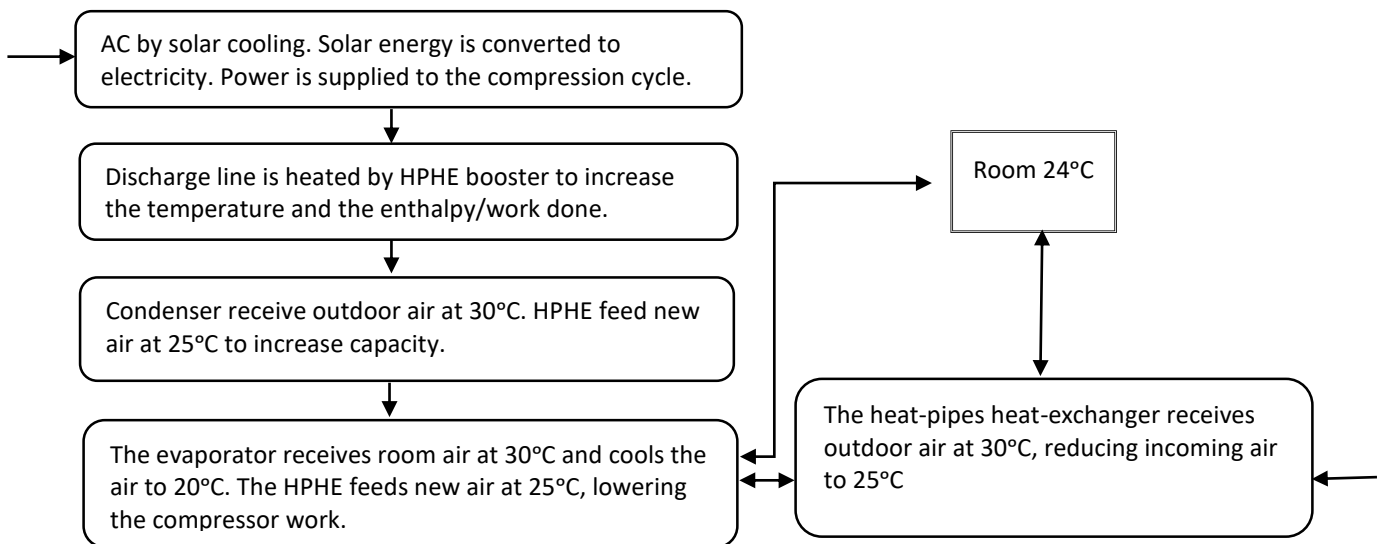 AC by solar cooling. Solar energy is converted to
electricity. Power is supplied to the compression cycle.
Discharge line is heated by HPHE booster to increase
the temperature and the enthalpy/work done.
Room 24°C
Condenser receive outdoor air at 30°C. HPHE feed new
air at 25°C to increase capacity.
The evaporator receives room air at 30°C and cools the
air to 20°C. The HPHE feeds new air at 25°C, lowering
the compressor work.
The heat-pipes heat-exchanger receives
outdoor air at 30°C, reducing incoming air
to 25°C